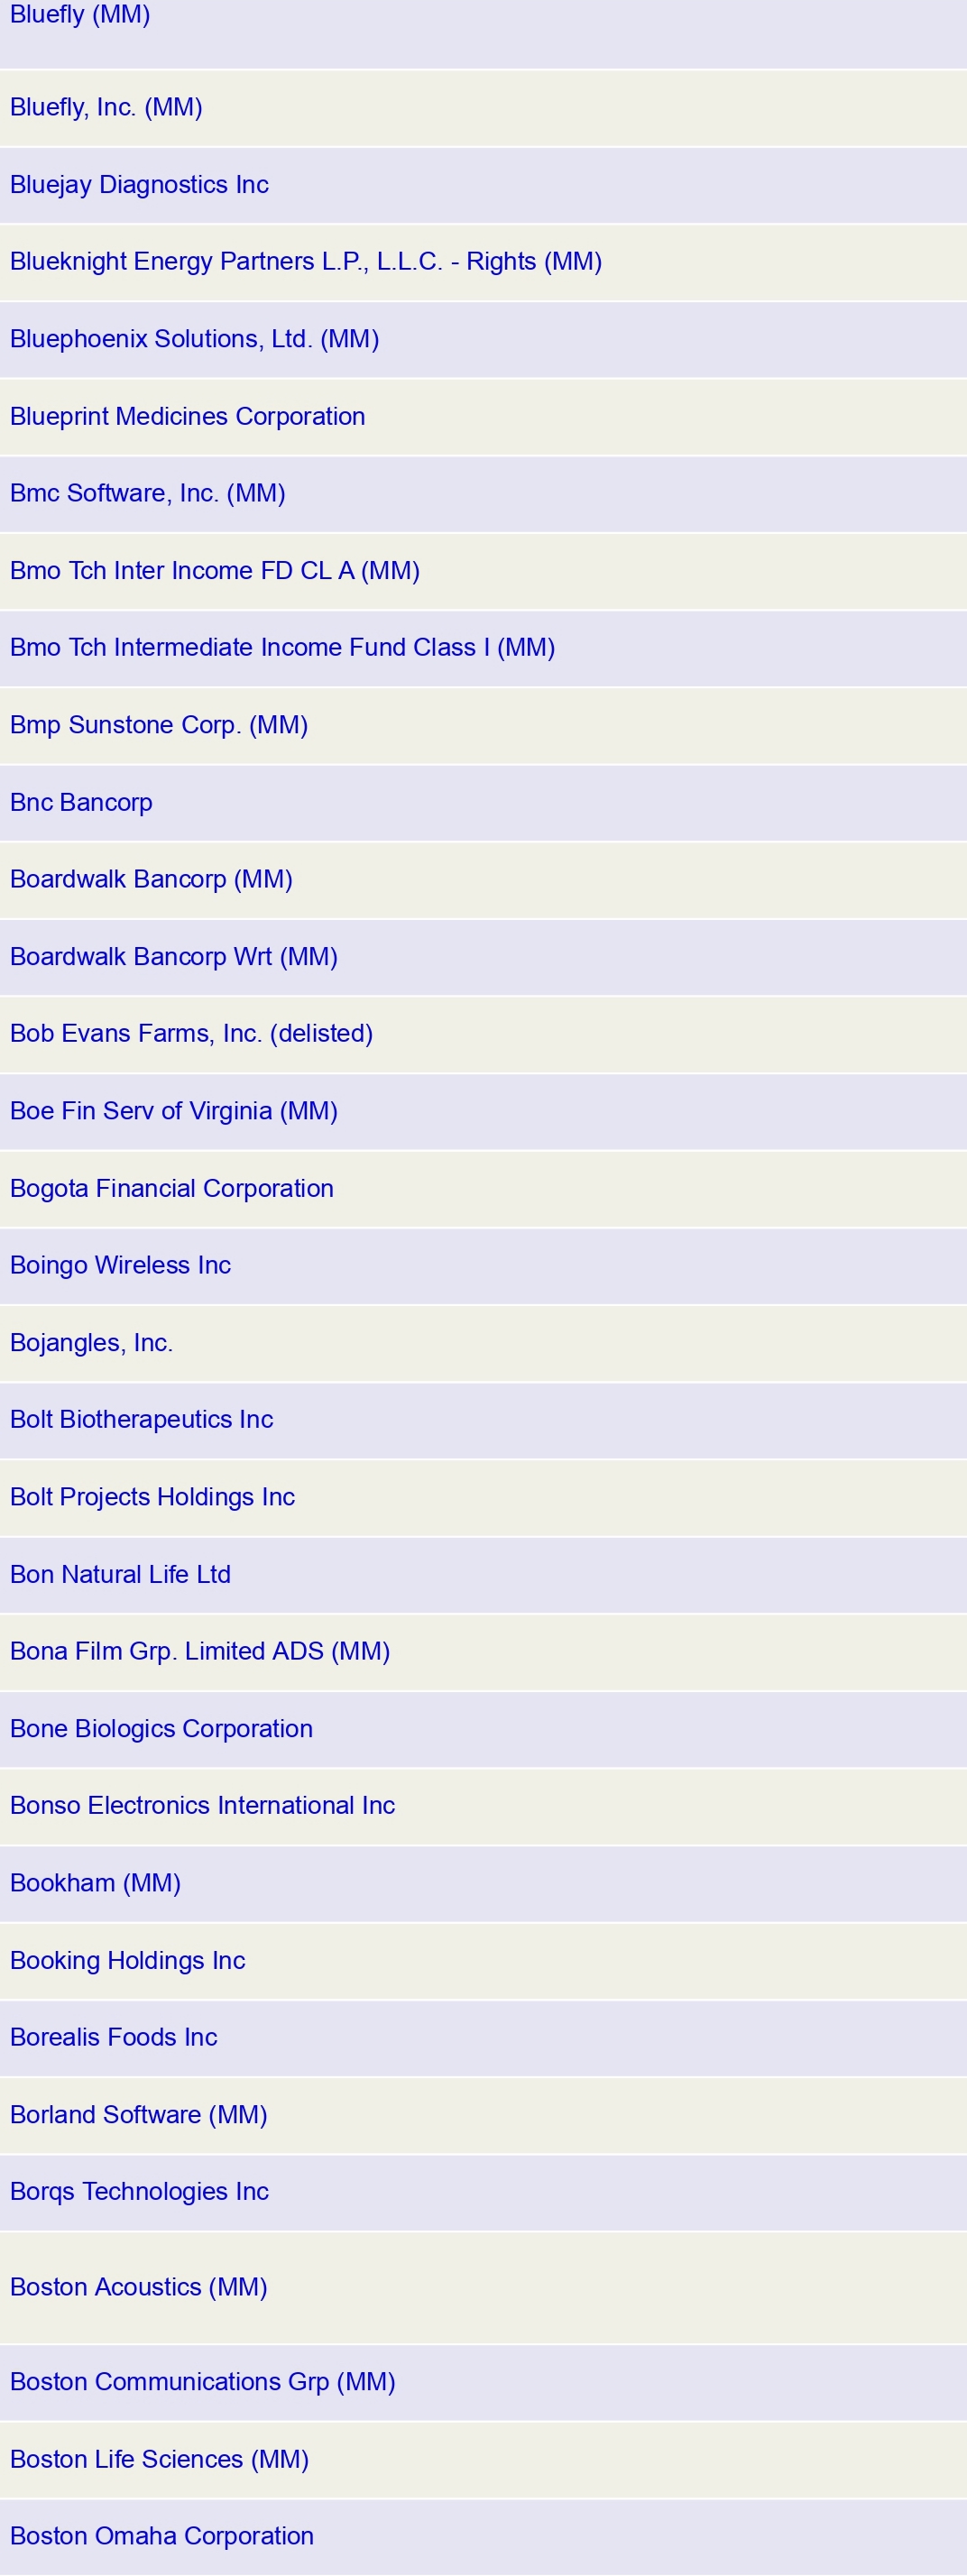 Bluefly (MM)
Bluefly, Inc. (MM)
Bluejay Diagnostics Inc
Blueknight Energy Partners L.P., L.L.C. - Rights (MM)
Bluephoenix Solutions, Ltd. (MM)
Blueprint Medicines Corporation
Bmc Software, Inc. (MM)
Bmo Tch Inter Income FD CL A (MM)
Bmo Tch Intermediate Income Fund Class I (MM)
Bmp Sunstone Corp. (MM)
Bnc Bancorp
Boardwalk Bancorp (MM)
Boardwalk Bancorp Wrt (MM)
Bob Evans Farms, Inc. (delisted)
Boe Fin Serv of Virginia (MM)
Bogota Financial Corporation
Boingo Wireless Inc
Bojangles, Inc.
Bolt Biotherapeutics Inc
Bolt Projects Holdings Inc
Bon Natural Life Ltd
Bona Film Grp. Limited ADS (MM)
Bone Biologics Corporation
Bonso Electronics International Inc
Bookham (MM)
Booking Holdings Inc
Borealis Foods Inc
Borland Software (MM)
Borqs Technologies Inc
Boston Acoustics (MM)
Boston Communications Grp (MM)
Boston Life Sciences (MM)
Boston Omaha Corporation